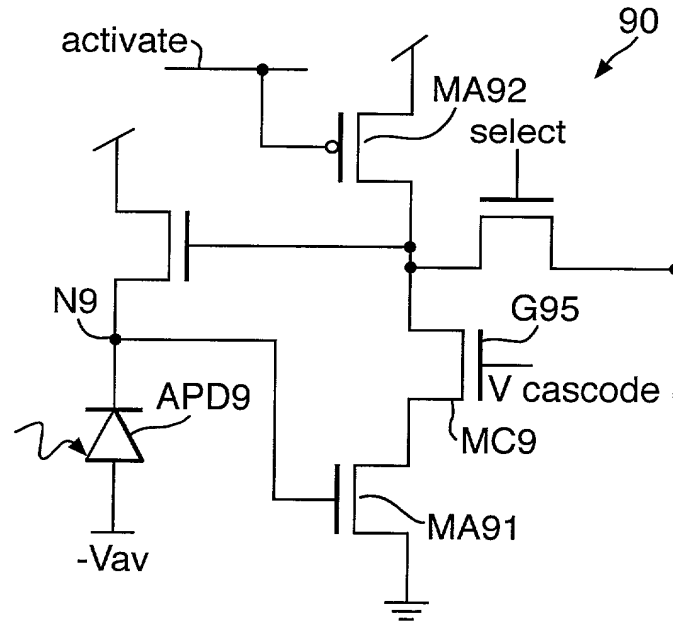 90
activate
MA92
select
N9
G95
APD9
V cascode
MC9
MA91
-Vav